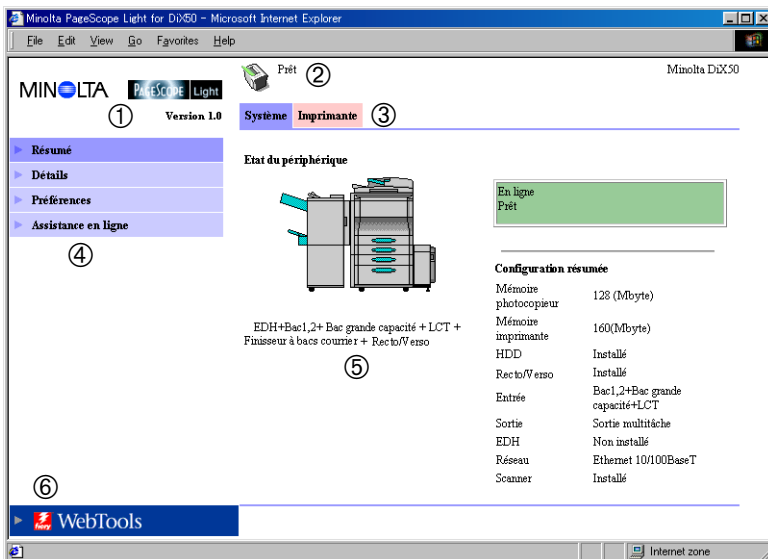 Minolta PageScope Light for DiX50 - Microsoft Internet Explorer
File Edit View Go Favorites Help
MINOLTA PAGESCOPE Light
① Version 1.0
Prêt ②
Minolta DiX50
Système Imprimante ③
Résumé
Détails
Préférences
Assistance en ligne
④
Etat du périphérique
EDH+Bac1,2+ Bac grande capacité + LCT +
Finisseur à bacs courrier + Recto/Verso
⑤
En ligne
Prêt
Configuration résumée
Mémoire
photocopieur 128 (Mbyte)
Mémoire
imprimante 160(Mbyte)
HDD Installé
Recto/Verso Installé
Entrée Bac1,2+Bac grande
capacité+LCT
Sortie Sortie multitâche
EDH Non installé
Réseau Ethernet 10/100BaseT
Scanner Installé
⑥
fiery WebTools
Internet zone